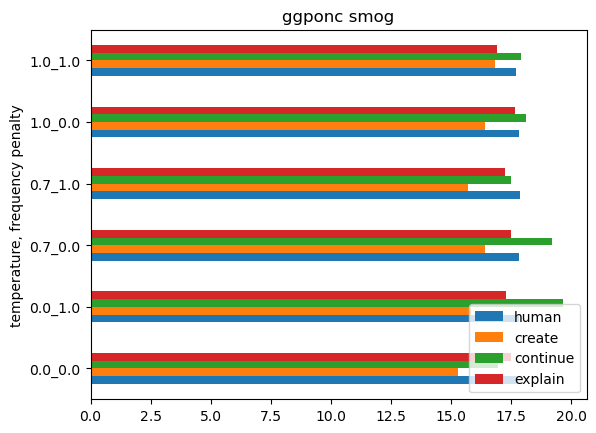 ggponc smog
temperature, frequency penalty
1.0_1.0
1.0_0.0
0.7_1.0
0.7_0.0
0.0_1.0
0.0_0.0
human
create
continue
explain
0.0 2.5 5.0 7.5 10.0 12.5 15.0 17.5 20.0